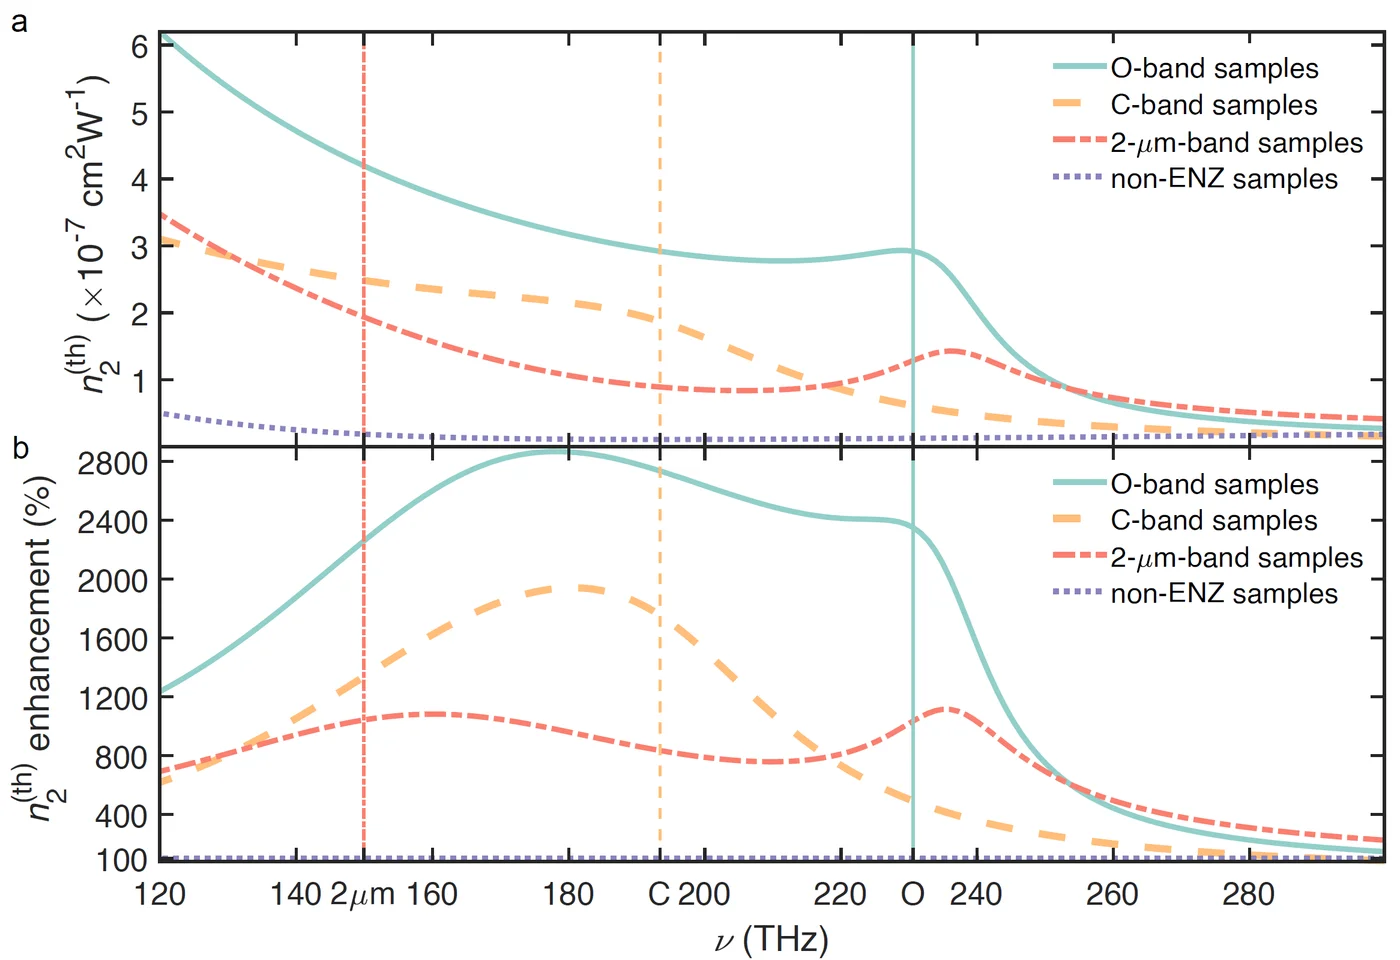 a
6
5
4
3
2
1
n₂⁽ᵗʰ⁾ (×10⁻⁷ cm²W⁻¹)
O-band samples
C-band samples
2-μm-band samples
non-ENZ samples
b
2800
2400
2000
1600
1200
800
400
100
n₂⁽ᵗʰ⁾ enhancement (%)
O-band samples
C-band samples
2-μm-band samples
non-ENZ samples
120 140 2μm 160 180 C 200 220 O 240 260 280
ν (THz)